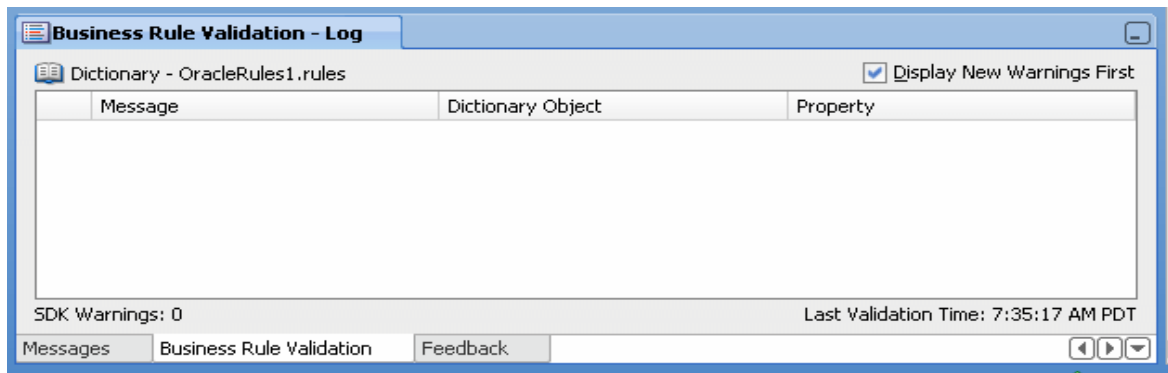 Business Rule Validation - Log
Dictionary - OracleRules1.rules Display New Warnings First
Message Dictionary Object Property
SDK Warnings: 0 Last Validation Time: 7:35:17 AM PDT
Messages Business Rule Validation Feedback